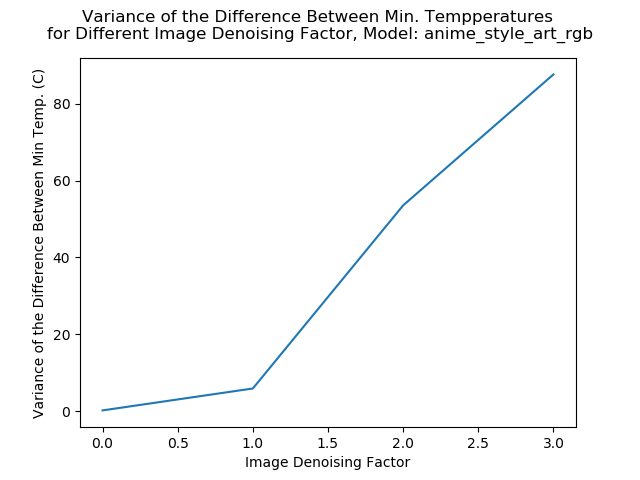 Variance of the Difference Between Min. Tempperatures
for Different Image Denoising Factor, Model: anime_style_art_rgb
Variance of the Difference Between Min Temp. (C)
80
60
40
20
0
0.0 0.5 1.0 1.5 2.0 2.5 3.0
Image Denoising Factor